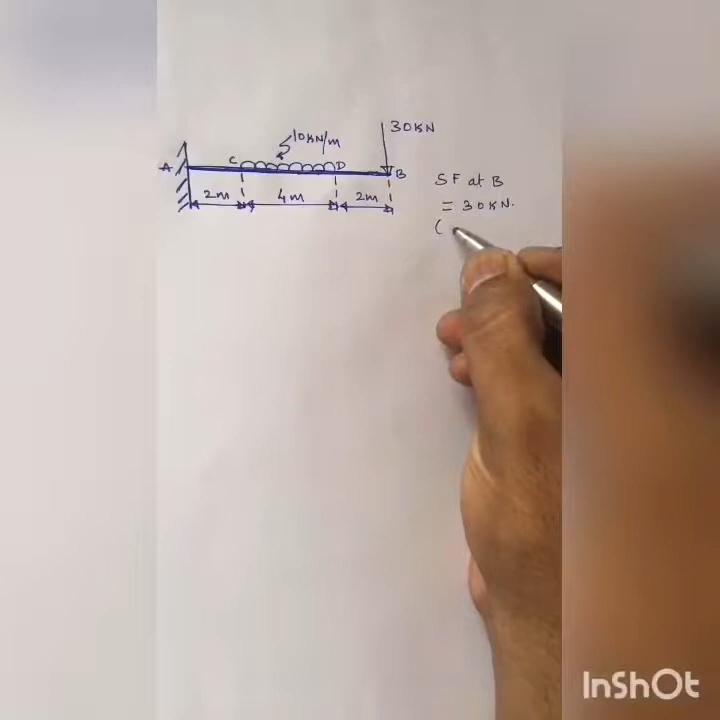 30KN
10KN/m
A
C
D
B
2m
4m
2m
SF at B
= 30KN.
(
InShOt